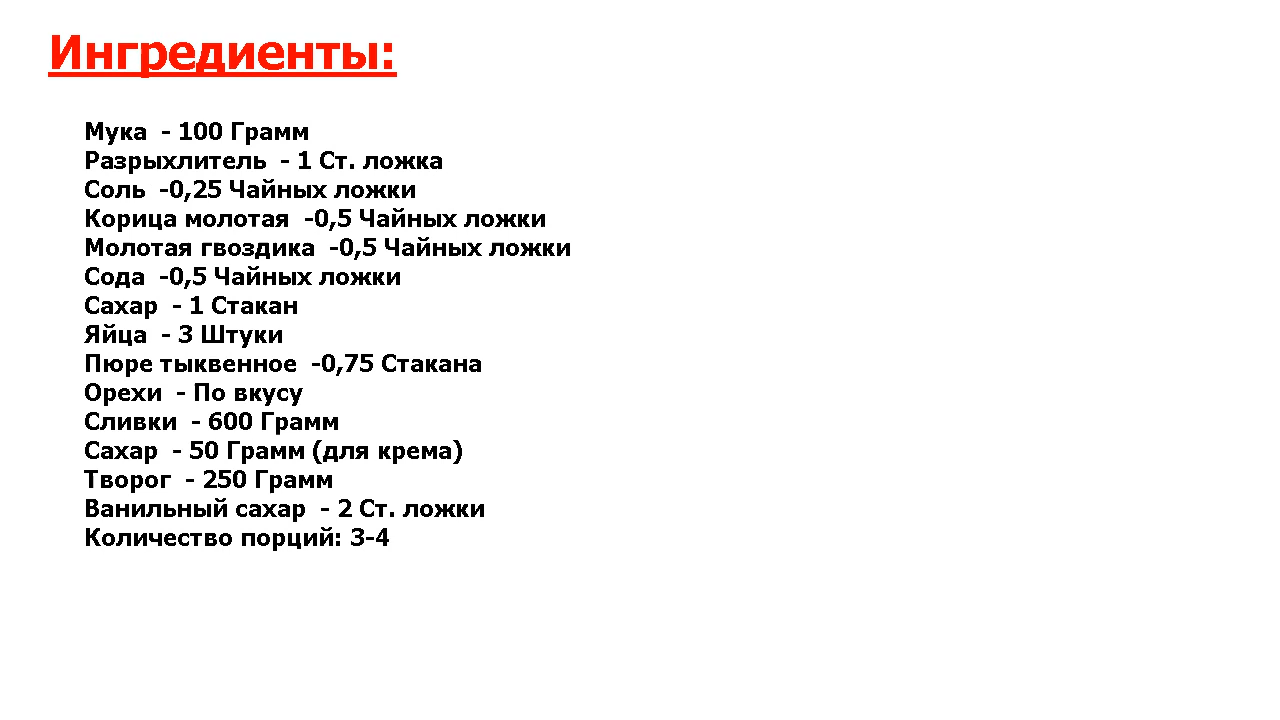 Ингредиенты:
Мука - 100 Грамм
Разрыхлитель - 1 Ст. ложка
Соль -0,25 Чайных ложки
Корица молотая -0,5 Чайных ложки
Молотая гвоздика -0,5 Чайных ложки
Сода -0,5 Чайных ложки
Сахар - 1 Стакан
Яйца - 3 Штуки
Пюре тыквенное -0,75 Стакана
Орехи - По вкусу
Сливки - 600 Грамм
Сахар - 50 Грамм (для крема)
Творог - 250 Грамм
Ванильный сахар - 2 Ст. ложки
Количество порций: 3-4